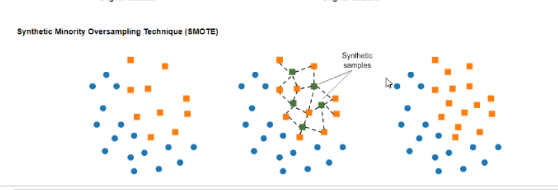 Synthetic Minority Oversampling Technique (SMOTE)
Synthetic
samples